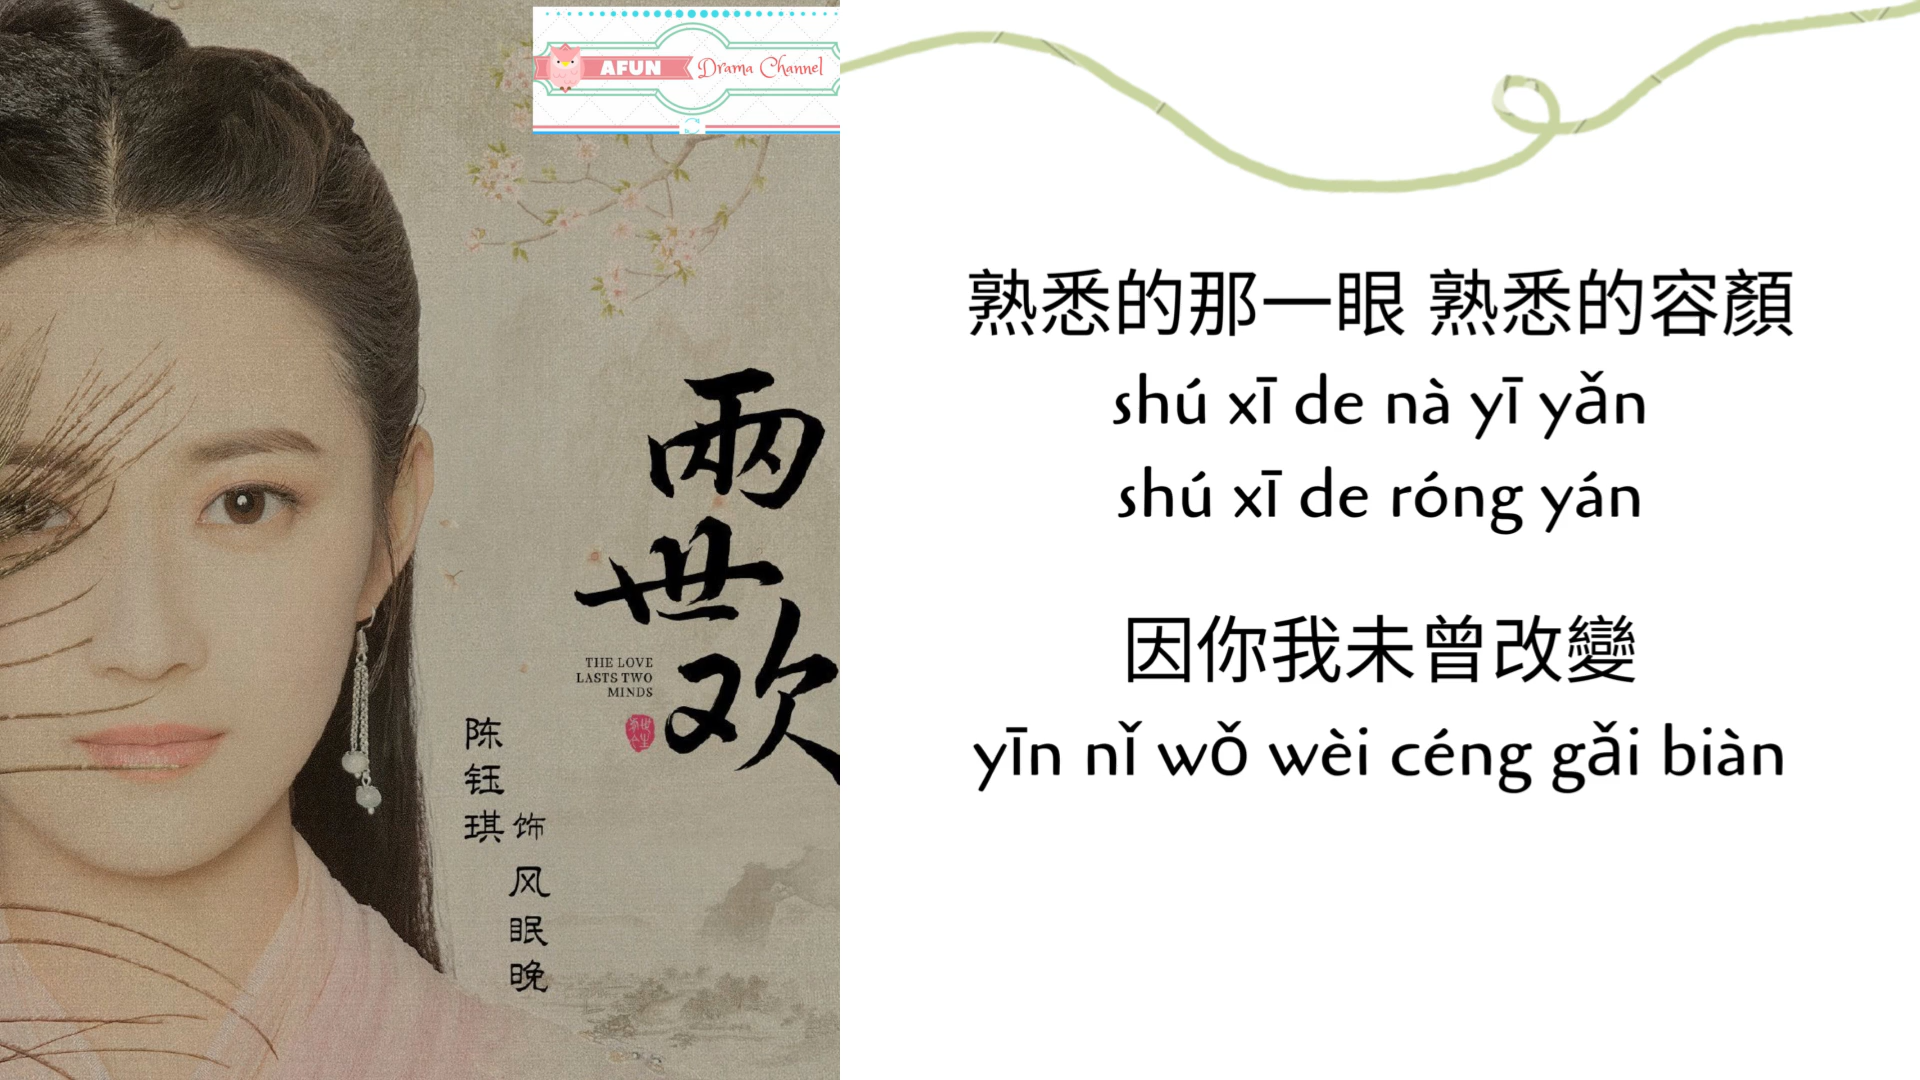 AFUN Drama Channel
兩世欢
THE LOVE
LASTS TWO
MINDS
陈钰琪
饰
风眠晚
熟悉的那一眼 熟悉的容顏
shú xī de nà yī yǎn
shú xī de róng yán
因你我未曾改變
yīn nǐ wǒ wèi céng gǎi biàn